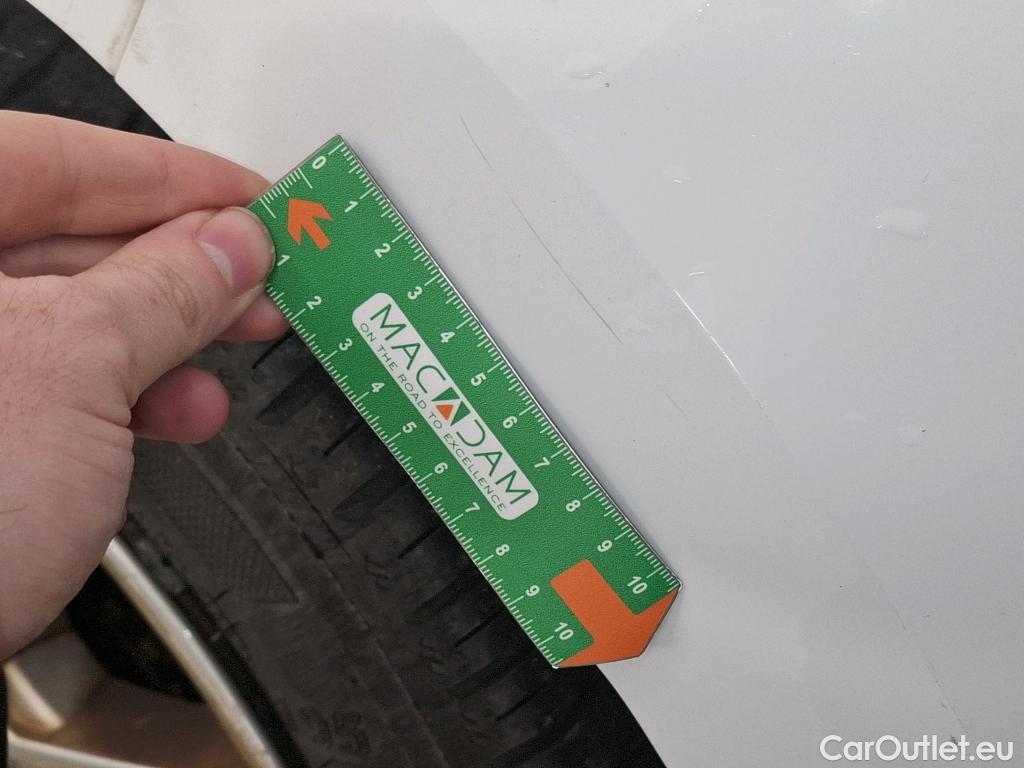 0 1 2 3 4 5 6 7 8 9 10
MACADAM
ON THE ROAD TO EXCELLENCE
1 2 3 4 5 6 7 8 9 10
CarOutlet.eu